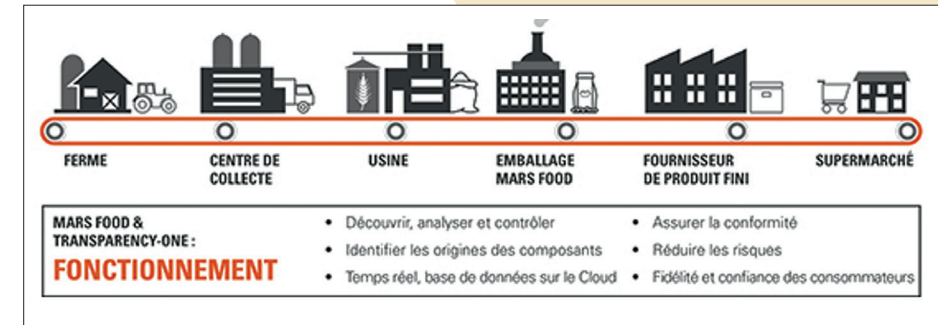 FERME
CENTRE DE
COLLECTE
USINE
EMBALLAGE
MARS FOOD
FOURNISSEUR
DE PRODUIT FINI
SUPERMARCHÉ
MARS FOOD &
TRANSPARENCY-ONE :
FONCTIONNEMENT
• Découvrir, analyser et contrôler
• Identifier les origines des composants
• Temps réel, base de données sur le Cloud
• Assurer la conformité
• Réduire les risques
• Fidélité et confiance des consommateurs